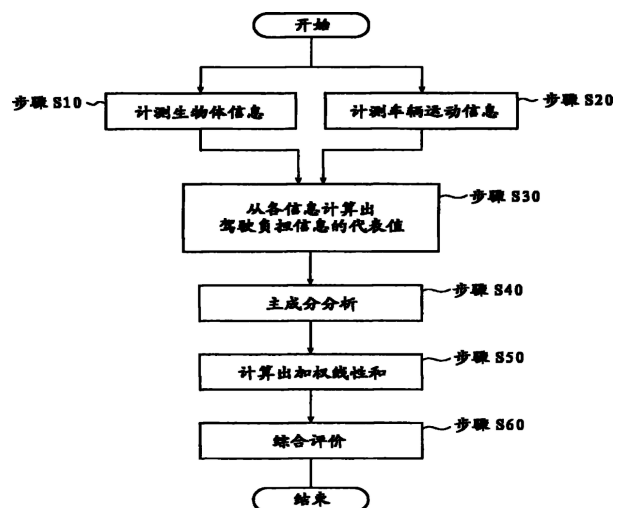 开始
步骤 S10
计测生物体信息
计测车辆运动信息
步骤 S20
从各信息计算出
驾驶负担信息的代表值
步骤 S30
主成分分析
步骤 S40
计算出加权线性和
步骤 S50
综合评价
步骤 S60
结束